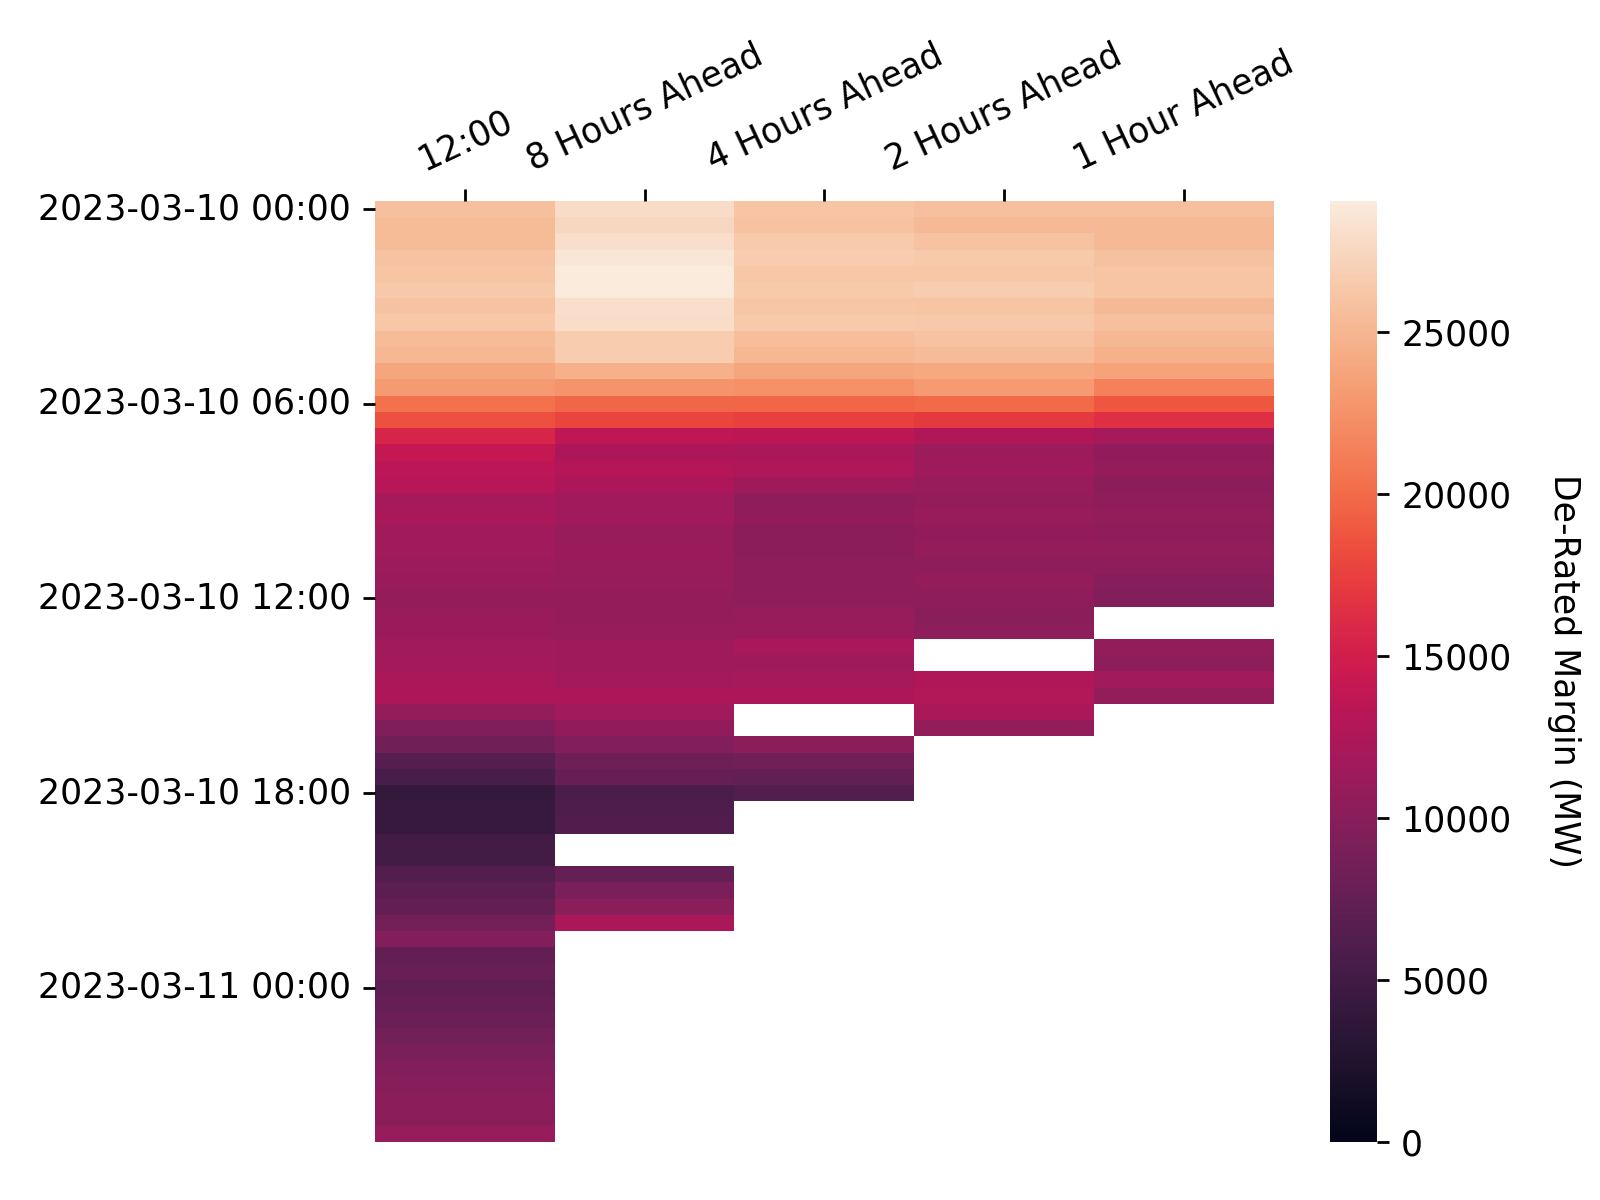 12:00
8 Hours Ahead
4 Hours Ahead
2 Hours Ahead
1 Hour Ahead
2023-03-10 00:00
2023-03-10 06:00
2023-03-10 12:00
2023-03-10 18:00
2023-03-11 00:00
25000
20000
15000
10000
5000
0
De-Rated Margin (MW)